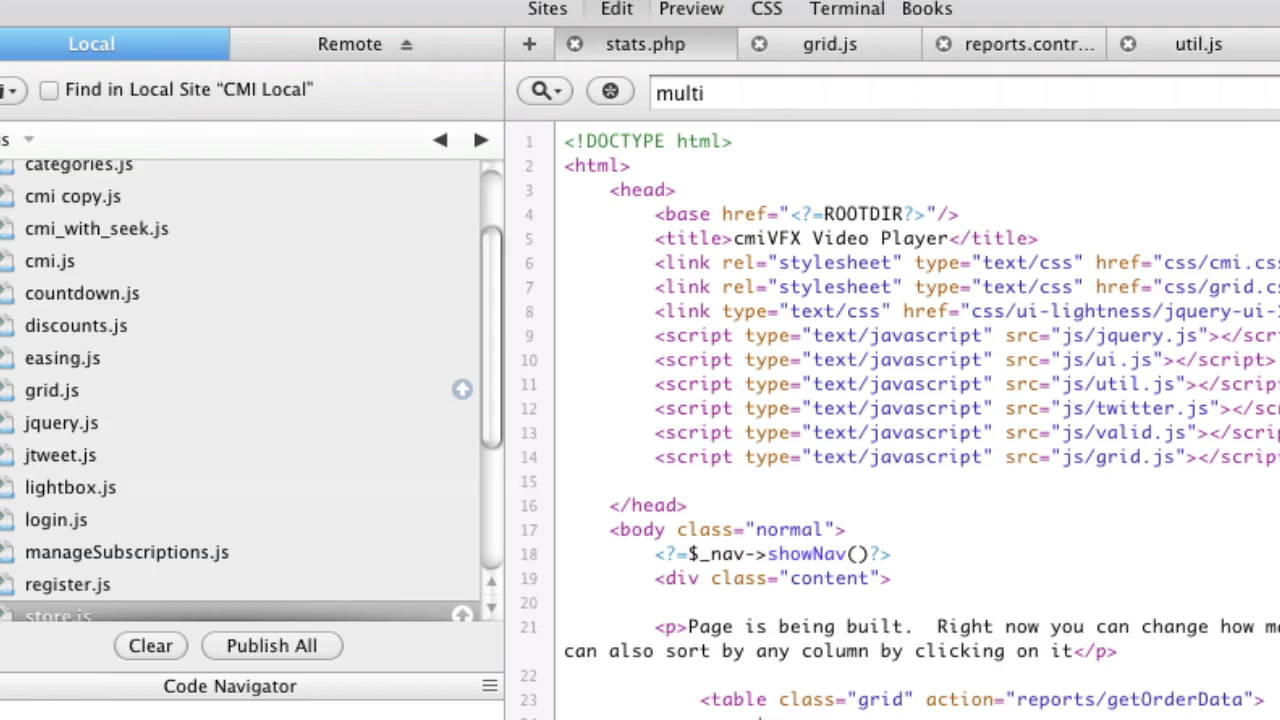 Sites Edit Preview CSS Terminal Books
Local Remote
+ stats.php grid.js reports.contr... util.js
Find in Local Site “CMI Local”
multi
js
categories.js
cmi copy.js
cmi_with_seek.js
cmi.js
countdown.js
discounts.js
easing.js
grid.js
jquery.js
jtweet.js
lightbox.js
login.js
manageSubscriptions.js
register.js
store.js
Clear Publish All
Code Navigator
1 <!DOCTYPE html>
2 <html>
3 <head>
4 <base href="<?=ROOTDIR?>"/>
5 <title>cmiVFX Video Player</title>
6 <link rel="stylesheet" type="text/css" href="css/cmi.css
7 <link rel="stylesheet" type="text/css" href="css/grid.cs
8 <link type="text/css" href="css/ui-lightness/jquery-ui-
9 <script type="text/javascript" src="js/jquery.js"></scr
10 <script type="text/javascript" src="js/ui.js"></script>
11 <script type="text/javascript" src="js/util.js"></script
12 <script type="text/javascript" src="js/twitter.js"></sc
13 <script type="text/javascript" src="js/valid.js"></scrip
14 <script type="text/javascript" src="js/grid.js"></script
15
16 </head>
17 <body class="normal">
18 <?=$_nav->showNav()?>
19 <div class="content">
20
21 <p>Page is being built. Right now you can change how m
can also sort by any column by clicking on it</p>
22
23 <table class="grid" action="reports/getOrderData">